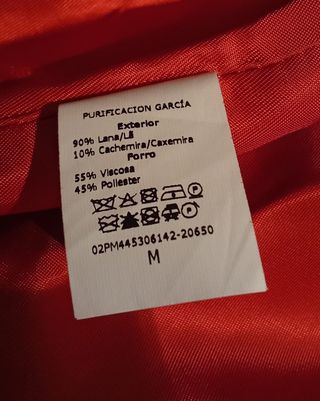 PURIFICACION GARCÍA
Exterior
90% Lana/Lã
10% Cachemira/Caxemira
Forro
55% Viscosa
45% Poliester
02PM445306142-20650
M